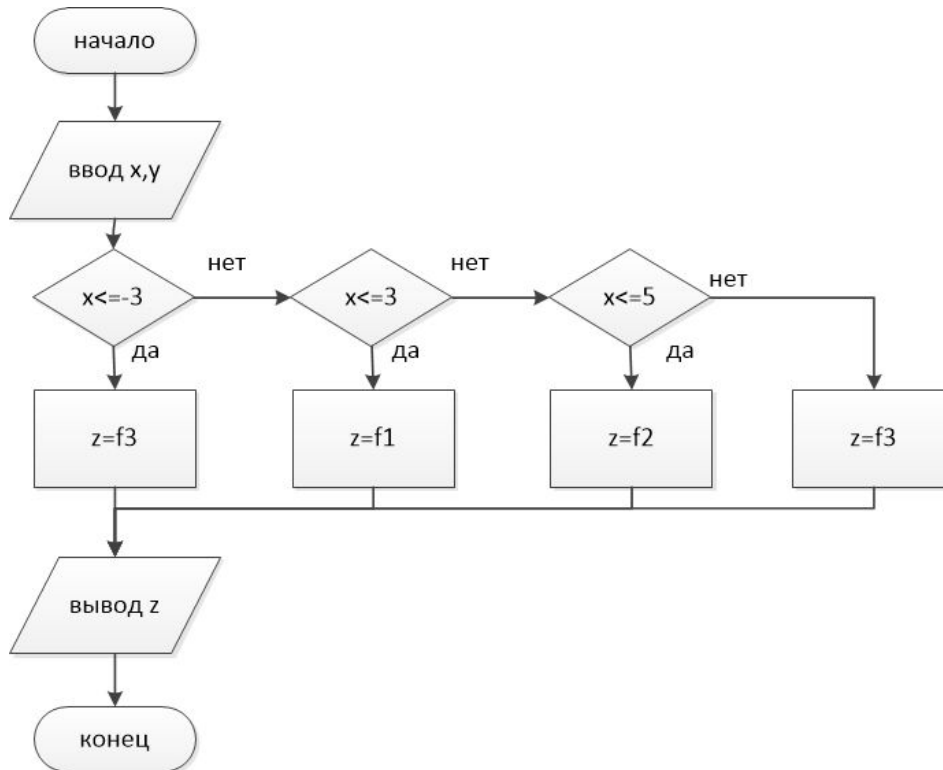 начало
ввод x,y
x<=-3
нет
x<=3
нет
x<=5
нет
да
да
да
z=f3
z=f1
z=f2
z=f3
вывод z
конец